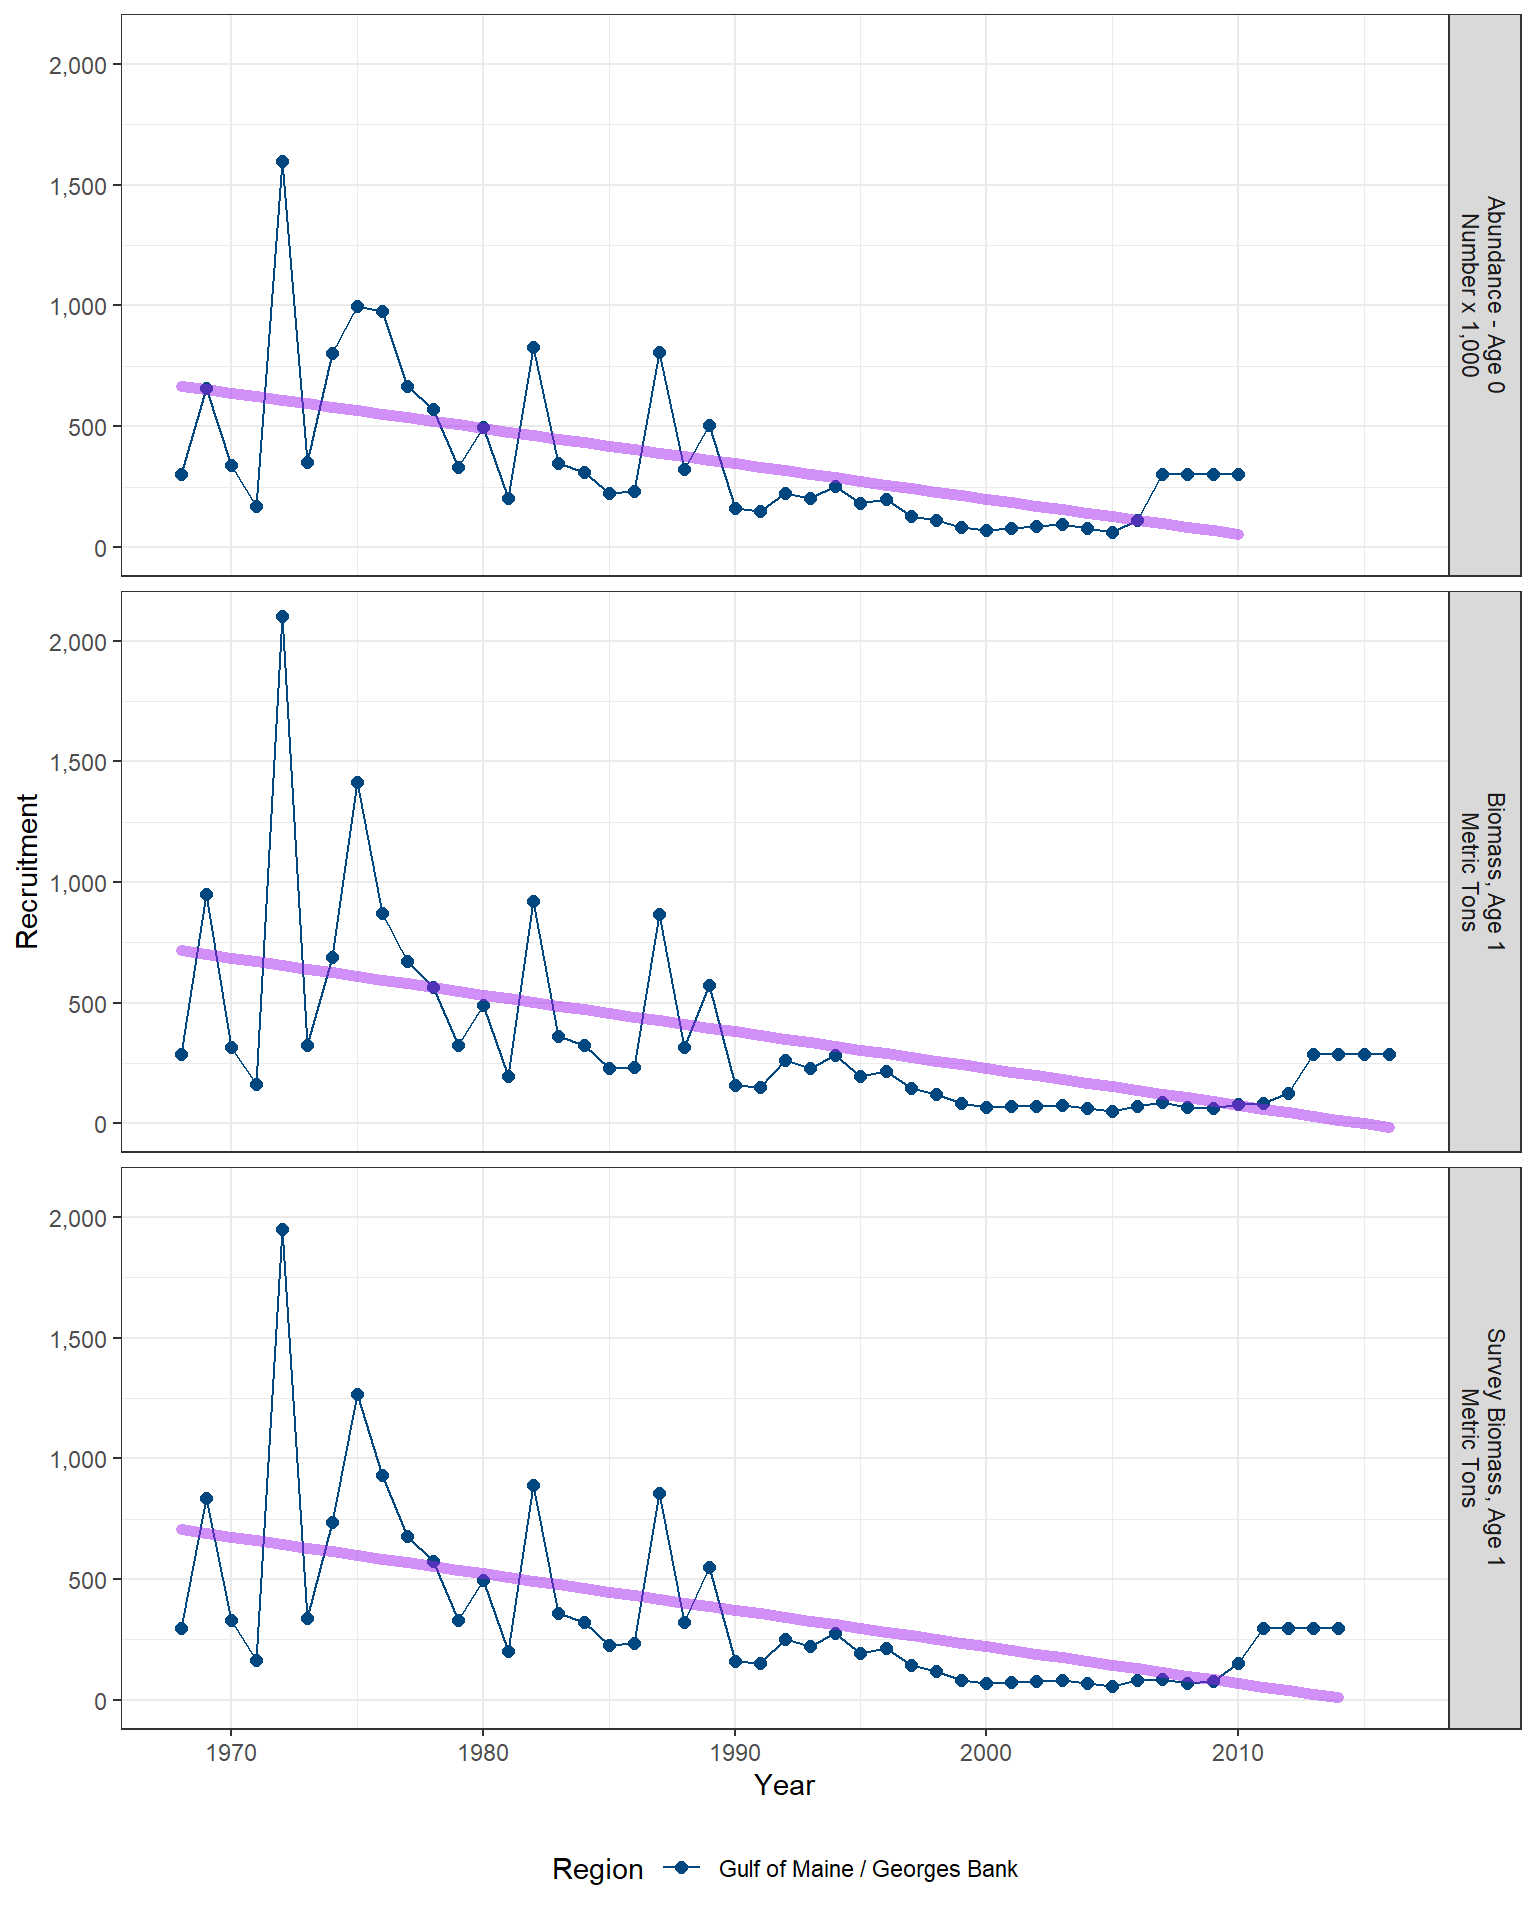 2,000
1,500
1,000
500
0
Abundance - Age 0
Number x 1,000
2,000
1,500
1,000
500
0
Biomass, Age 1
Metric Tons
Recruitment
2,000
1,500
1,000
500
0
Survey Biomass, Age 1
Metric Tons
1970 1980 1990 2000 2010
Year
Region Gulf of Maine / Georges Bank